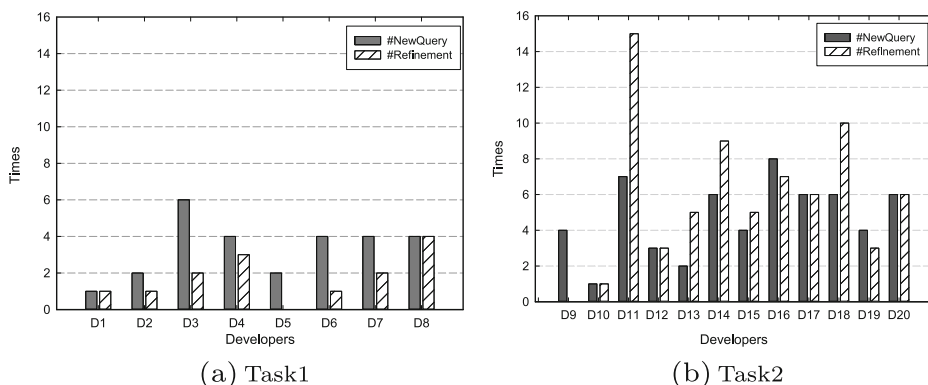 16
14
12
10
8
6
4
2
0
Times
#NewQuery
#Refinement
D1 D2 D3 D4 D5 D6 D7 D8
Developers
(a) Task1
16
14
12
10
8
6
4
2
0
Times
#NewQuery
#Refinement
D9 D10 D11 D12 D13 D14 D15 D16 D17 D18 D19 D20
Developers
(b) Task2